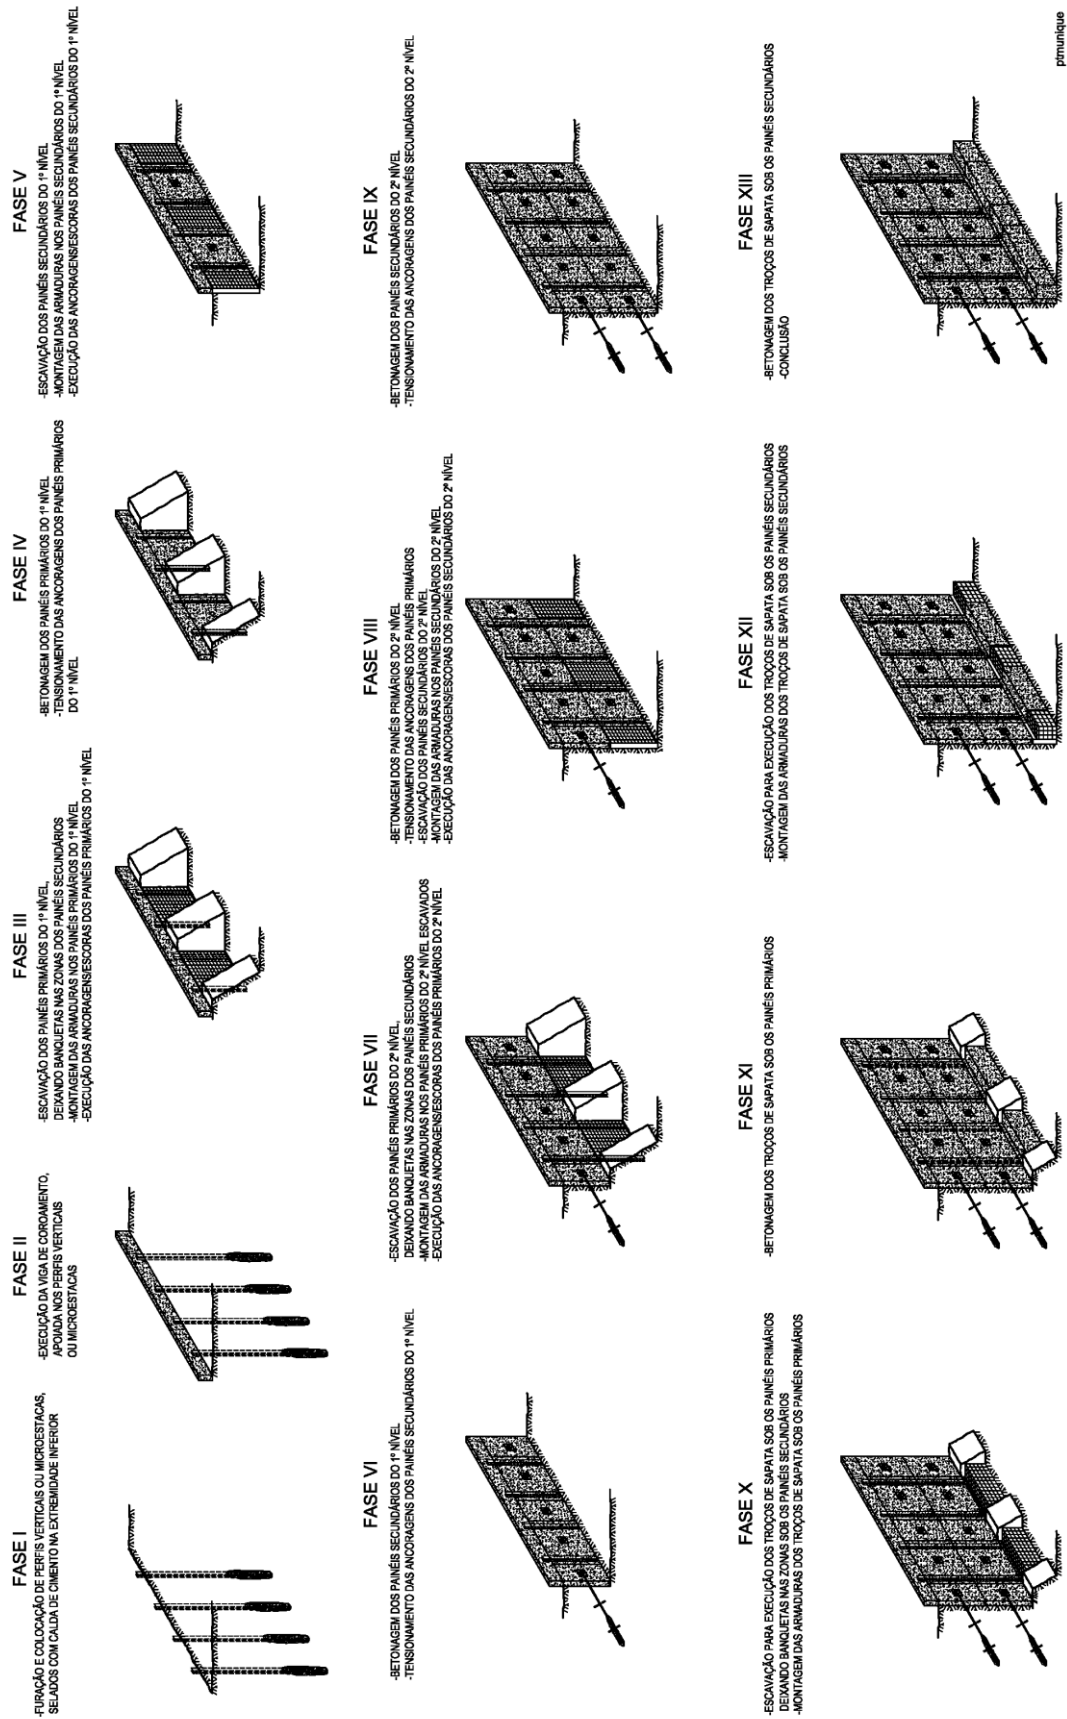 FASE I
-FURAÇÃO E COLOCAÇÃO DE PERFIS VERTICAIS OU MICROESTACAS,
SELADOS COM CALDA DE CIMENTO NA EXTREMIDADE INFERIOR
FASE II
-EXECUÇÃO DA VIGA DE COROAMENTO,
APOIADA NOS PERFIS VERTICAIS
OU MICROESTACAS
FASE III
-ESCAVAÇÃO DOS PAINÉIS PRIMÁRIOS DO 1º NÍVEL,
DEIXANDO BANQUETAS NAS ZONAS DOS PAINÉIS SECUNDÁRIOS
-MONTAGEM DAS ARMADURAS NOS PAINÉIS PRIMÁRIOS DO 1º NÍVEL
-EXECUÇÃO DAS ANCORAGENS/ESCORAS DOS PAINÉIS PRIMÁRIOS DO 1º NÍVEL
FASE IV
-BETONAGEM DOS PAINÉIS PRIMÁRIOS DO 1º NÍVEL
-TENSIONAMENTO DAS ANCORAGENS DOS PAINÉIS PRIMÁRIOS
DO 1º NÍVEL
FASE V
-ESCAVAÇÃO DOS PAINÉIS SECUNDÁRIOS DO 1º NÍVEL
-MONTAGEM DAS ARMADURAS NOS PAINÉIS SECUNDÁRIOS DO 1º NÍVEL
-EXECUÇÃO DAS ANCORAGENS/ESCORAS DOS PAINÉIS SECUNDÁRIOS DO 1º NÍVEL
FASE VI
-BETONAGEM DOS PAINÉIS SECUNDÁRIOS DO 1º NÍVEL
-TENSIONAMENTO DAS ANCORAGENS DOS PAINÉIS SECUNDÁRIOS DO 1º NÍVEL
FASE VII
-ESCAVAÇÃO DOS PAINÉIS PRIMÁRIOS DO 2º NÍVEL,
DEIXANDO BANQUETAS NAS ZONAS DOS PAINÉIS SECUNDÁRIOS
-MONTAGEM DAS ARMADURAS NOS PAINÉIS PRIMÁRIOS DO 2º NÍVEL ESCAVADOS
-EXECUÇÃO DAS ANCORAGENS/ESCORAS DOS PAINÉIS PRIMÁRIOS DO 2º NÍVEL
FASE VIII
-BETONAGEM DOS PAINÉIS PRIMÁRIOS DO 2º NÍVEL
-TENSIONAMENTO DAS ANCORAGENS DOS PAINÉIS PRIMÁRIOS
-ESCAVAÇÃO DOS PAINÉIS SECUNDÁRIOS DO 2º NÍVEL
-MONTAGEM DAS ARMADURAS NOS PAINÉIS SECUNDÁRIOS DO 2º NÍVEL
-EXECUÇÃO DAS ANCORAGENS/ESCORAS DOS PAINÉIS SECUNDÁRIOS DO 2º NÍVEL
FASE IX
-BETONAGEM DOS PAINÉIS SECUNDÁRIOS DO 2º NÍVEL
-TENSIONAMENTO DAS ANCORAGENS DOS PAINÉIS SECUNDÁRIOS DO 2º NÍVEL
FASE X
-ESCAVAÇÃO PARA EXECUÇÃO DOS TROÇOS DE SAPATA SOB OS PAINÉIS PRIMÁRIOS
DEIXANDO BANQUETAS NAS ZONAS SOB OS PAINÉIS SECUNDÁRIOS
-MONTAGEM DAS ARMADURAS DOS TROÇOS DE SAPATA SOB OS PAINÉIS PRIMÁRIOS
FASE XI
-BETONAGEM DOS TROÇOS DE SAPATA SOB OS PAINÉIS PRIMÁRIOS
FASE XII
-ESCAVAÇÃO PARA EXECUÇÃO DOS TROÇOS DE SAPATA SOB OS PAINÉIS SECUNDÁRIOS
-MONTAGEM DAS ARMADURAS DOS TROÇOS DE SAPATA SOB OS PAINÉIS SECUNDÁRIOS
FASE XIII
-BETONAGEM DOS TROÇOS DE SAPATA SOB OS PAINÉIS SECUNDÁRIOS
-CONCLUSÃO
ptmunique